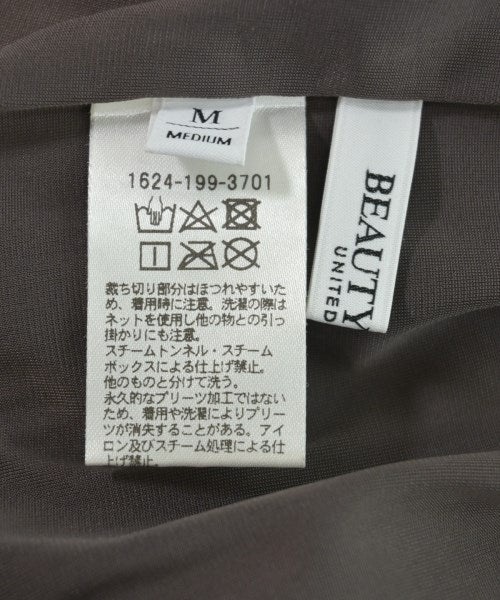 M
MEDIUM
1624-199-3701
裁ち切り部分はほつれやすいた
め、着用時に注意。洗濯の際は
ネットを使用し他の物との引っ
掛かりにも注意。
スチームトンネル・スチーム
ボックスによる仕上げ禁止。
他のものと分けて洗う。
永久的なプリーツ加工ではない
ため、着用や洗濯によりプリー
ツが消失することがある。アイ
ロン及びスチーム処理による仕
上げ禁止。
BEAUTY
UNITED